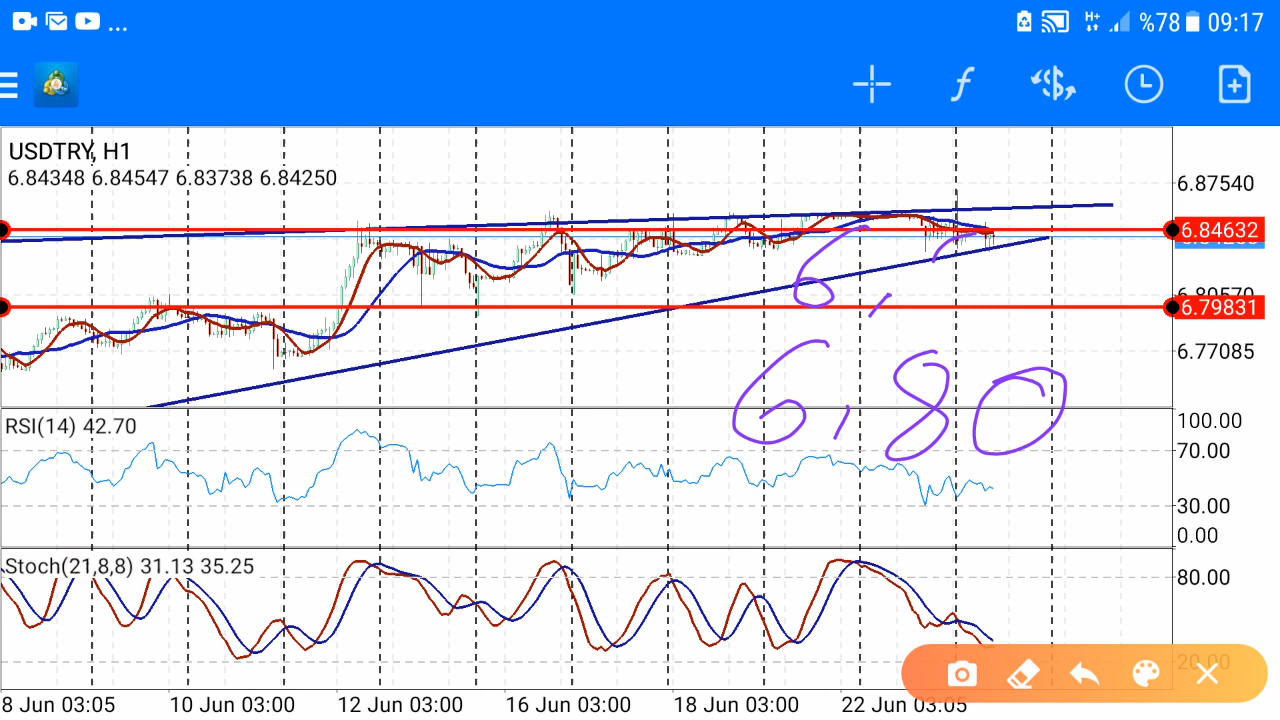 ... %78 09:17
USDTRY, H1
6.84348 6.84547 6.83738 6.84250
6.87540
6.84632
6,
6.80570
6.79831
6.77085
6,80
RSI(14) 42.70
100.00
70.00
30.00
0.00
Stoch(21,8,8) 31.13 35.25
80.00
20.00
8 Jun 03:05 10 Jun 03:00 12 Jun 03:00 16 Jun 03:00 18 Jun 03:00 22 Jun 03:05